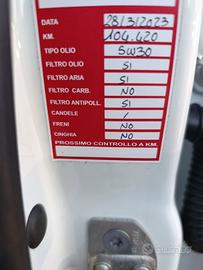 DATA 28/3/2023
KM. 104.420
TIPO OLIO 5W30
FILTRO OLIO SI
FILTRO ARIA SI
FILTRO CARB. NO
FILTRO ANTIPOLL. SI
CANDELE /
FRENI NO
CINGHIA NO
PROSSIMO CONTROLLO A KM.